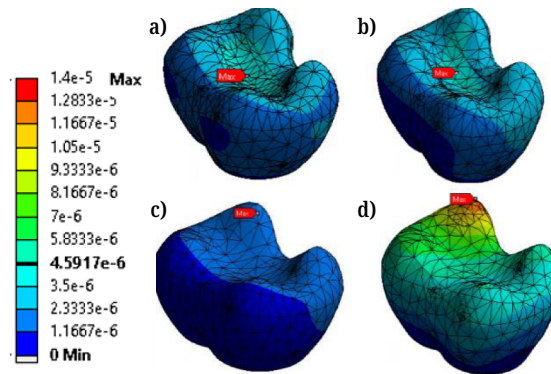 a)
b)
Max
Max
1.4e-5 Max
1.2833e-5
1.1667e-5
1.05e-5
9.3333e-6
8.1667e-6
7e-6
5.8333e-6
4.5917e-6
3.5e-6
2.3333e-6
1.1667e-6
0 Min
c)
d)
Max
Max